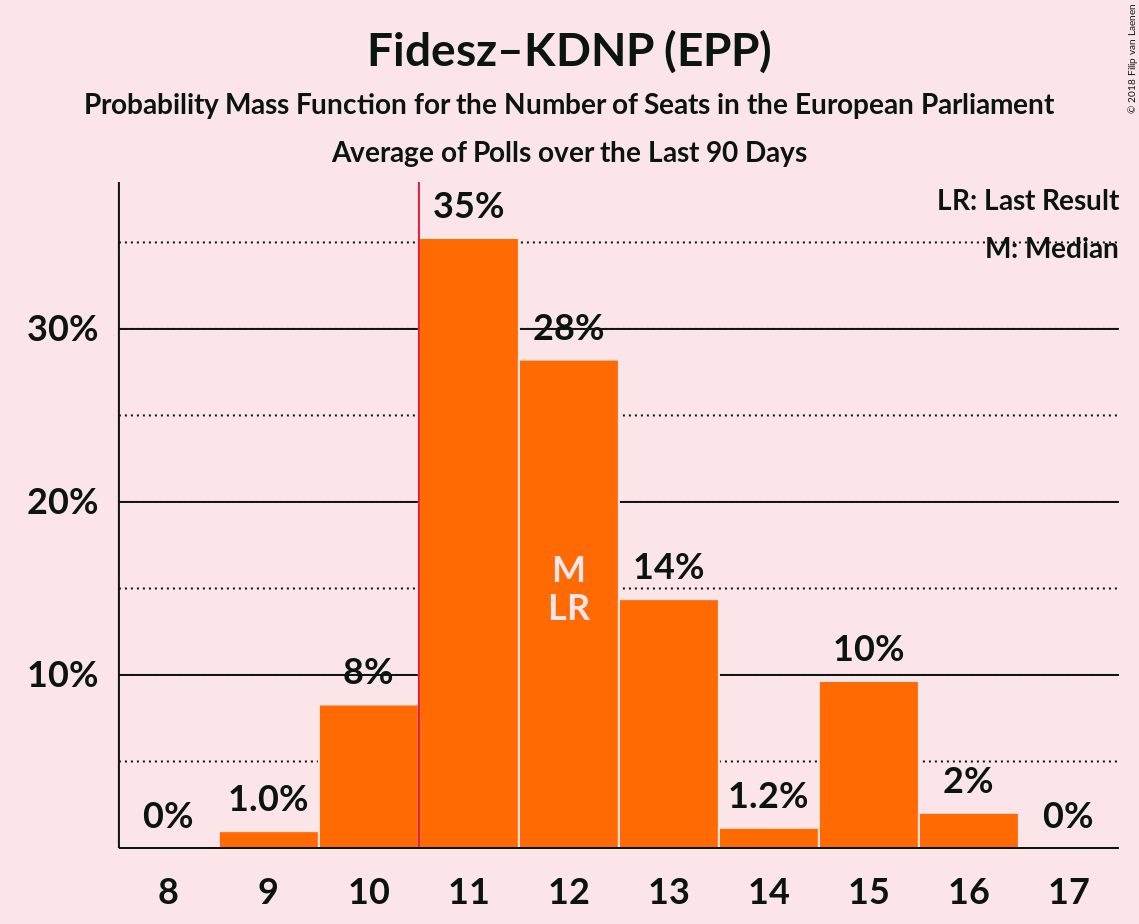 Fidesz–KDNP (EPP)
Probability Mass Function for the Number of Seats in the European Parliament
Average of Polls over the Last 90 Days
© 2018 Filip van Laenen
LR: Last Result
M: Median
35%
30%
28%
20%
M
LR
14%
10%
10%
8%
0%
1.0%
1.2%
2%
0%
8 9 10 11 12 13 14 15 16 17